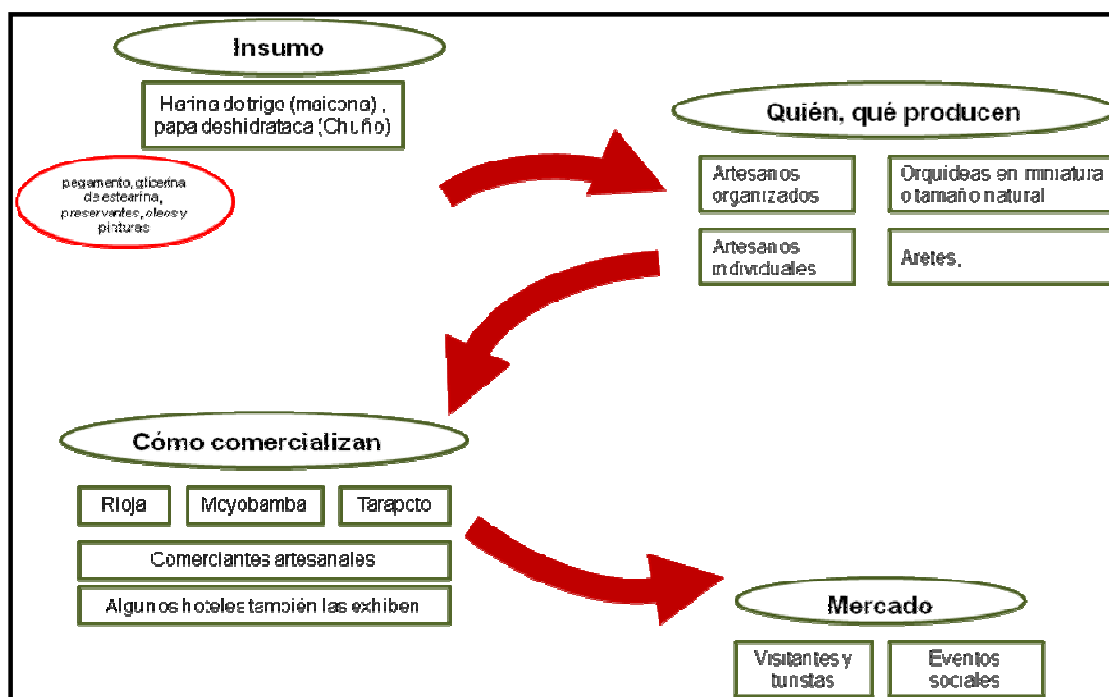 Insumo
Harina do trigo (maicona) ,
papa deshidrataca (Chuño)
pegamento, glicerina
de estearina,
preservantes, oleos y
pinturas
Quién, qué producen
Artesanos
organizados
Orquideas en miniatura
o tamaño natural
Artesanos
individuales
Aretes.
Cómo comercializan
Rioja
Moyobamba
Tarapoto
Comerciantes artesanales
Algunos hoteles también las exhiben
Mercado
Visitantes y
turistas
Eventos
sociales